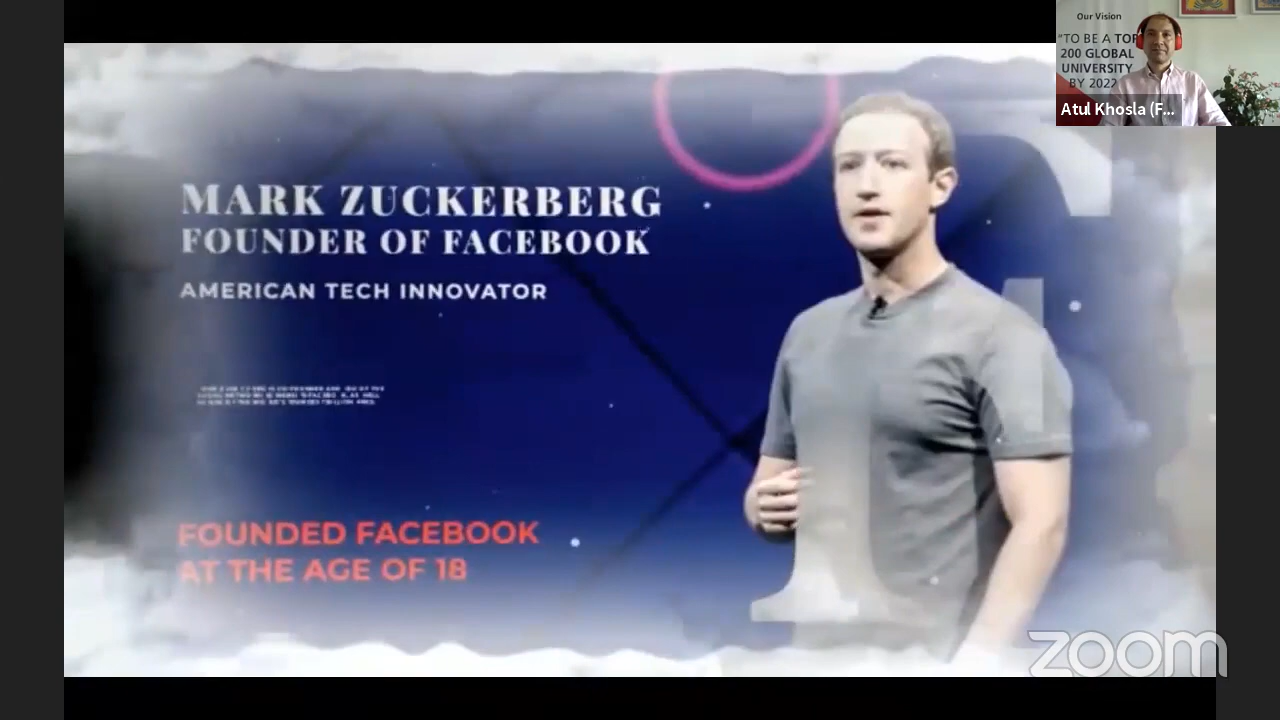 Our Vision
"TO BE A TOP
200 GLOBAL
UNIVERSITY
BY 2022
Atul Khosla (F...
MARK ZUCKERBERG
FOUNDER OF FACEBOOK
AMERICAN TECH INNOVATOR
FOUNDED FACEBOOK
AT THE AGE OF 18
zoom